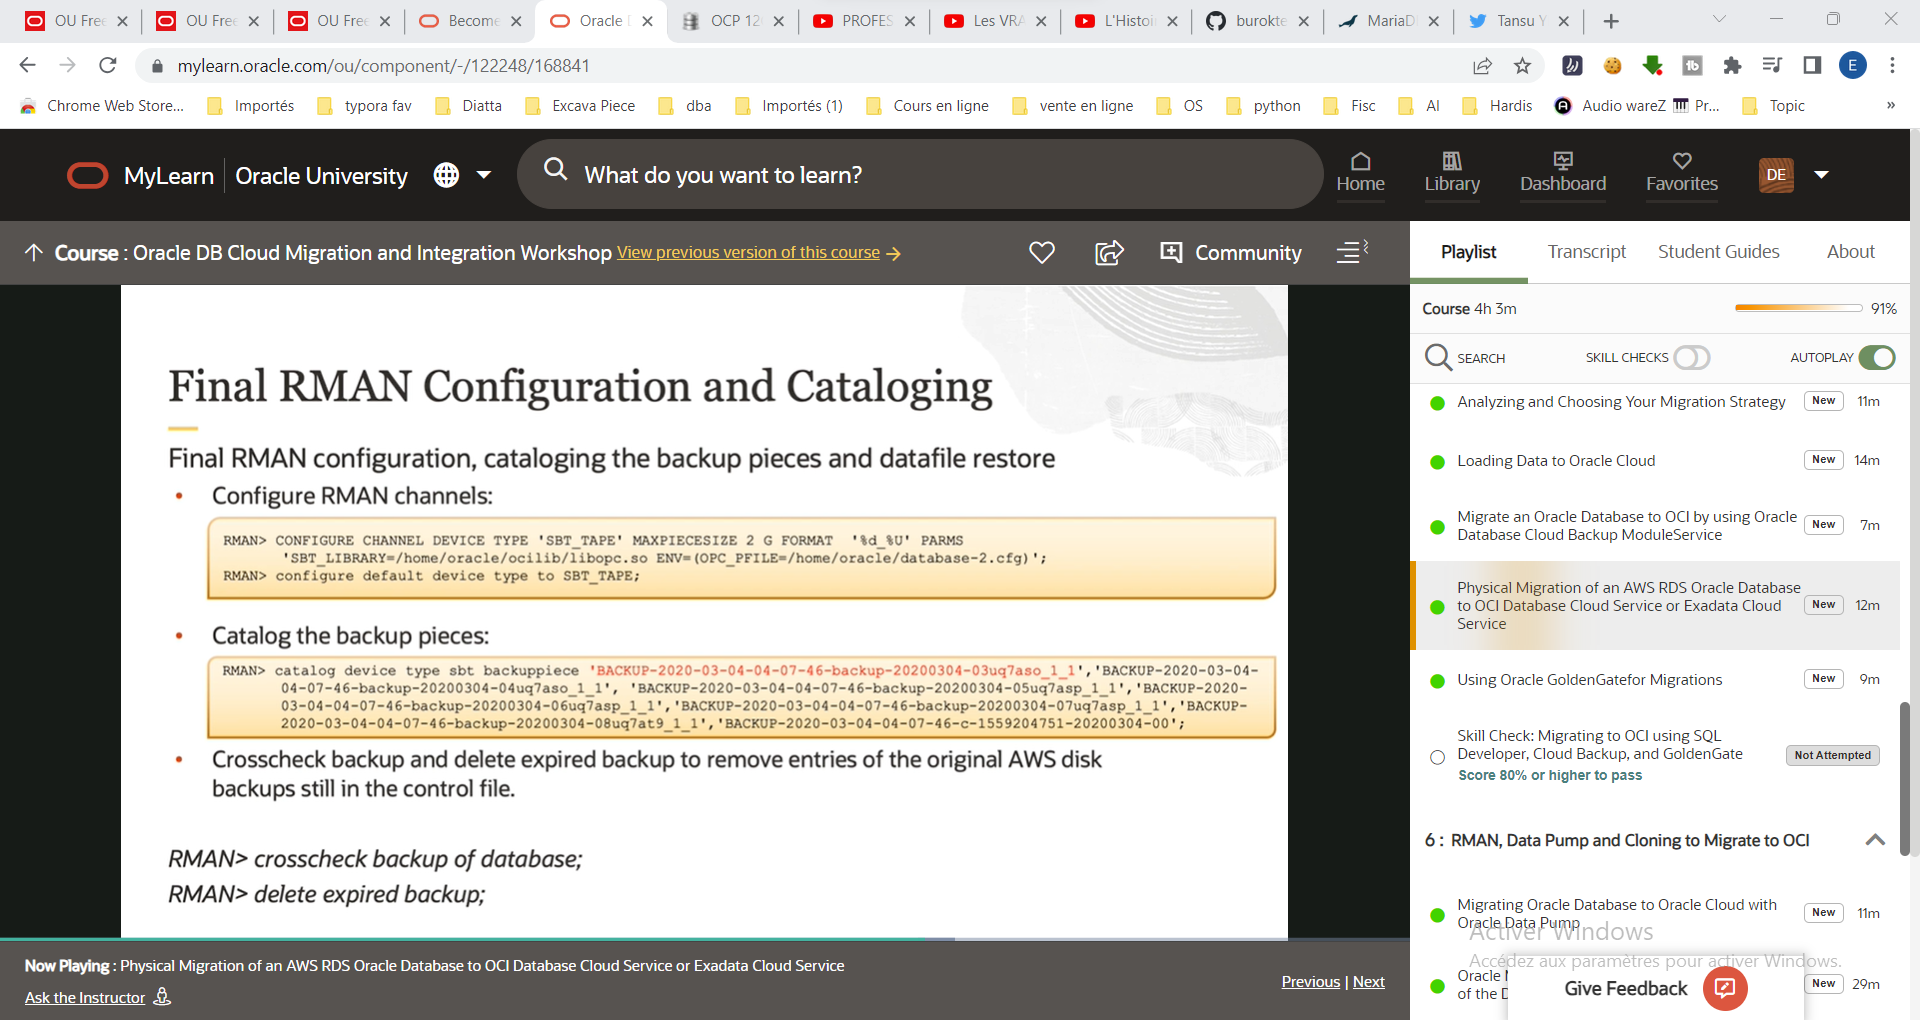 OU Free
OU Free
OU Free
Become
Oracle D
OCP 12
PROFES
Les VRA
L'Histoi
burokte
MariaD
Tansu Y
mylearn.oracle.com/ou/component/-/122248/168841
E
Chrome Web Store...
Importés
typora fav
Diatta
Excava Piece
dba
Importés (1)
Cours en ligne
vente en ligne
OS
python
Fisc
AI
Hardis
Audio wareZ
Pr...
Topic
»
MyLearn
Oracle University
What do you want to learn?
Home
Library
Dashboard
Favorites
DE
Course : Oracle DB Cloud Migration and Integration Workshop View previous version of this course
Community
Final RMAN Configuration and Cataloging
Final RMAN configuration, cataloging the backup pieces and datafile restore
• Configure RMAN channels:
RMAN> CONFIGURE CHANNEL DEVICE TYPE 'SBT_TAPE' MAXPIECESIZE 2 G FORMAT '%d_%U' PARMS
'SBT_LIBRARY=/home/oracle/ocilib/libopc.so ENV=(OPC_PFILE=/home/oracle/database-2.cfg)';
RMAN> configure default device type to SBT_TAPE;
• Catalog the backup pieces:
RMAN> catalog device type sbt backuppiece 'BACKUP-2020-03-04-04-07-46-backup-20200304-03uq7aso_1_1','BACKUP-2020-03-04-
04-07-46-backup-20200304-04uq7aso_1_1', 'BACKUP-2020-03-04-04-07-46-backup-20200304-05uq7asp_1_1','BACKUP-2020-
03-04-04-07-46-backup-20200304-06uq7asp_1_1','BACKUP-2020-03-04-04-07-46-backup-20200304-07uq7asp_1_1','BACKUP-
2020-03-04-04-07-46-backup-20200304-08uq7at9_1_1','BACKUP-2020-03-04-04-07-46-c-1559204751-20200304-00';
• Crosscheck backup and delete expired backup to remove entries of the original AWS disk
backups still in the control file.
RMAN> crosscheck backup of database;
RMAN> delete expired backup;
Now Playing : Physical Migration of an AWS RDS Oracle Database to OCI Database Cloud Service or Exadata Cloud Service
Ask the Instructor
Previous | Next
Playlist
Transcript
Student Guides
About
Course 4h 3m
91%
SEARCH
SKILL CHECKS
AUTOPLAY
Analyzing and Choosing Your Migration Strategy New 11m
Loading Data to Oracle Cloud New 14m
Migrate an Oracle Database to OCI by using Oracle
Database Cloud Backup ModuleService New 7m
Physical Migration of an AWS RDS Oracle Database
to OCI Database Cloud Service or Exadata Cloud New 12m
Service
Using Oracle GoldenGatefor Migrations New 9m
Skill Check: Migrating to OCI using SQL
Developer, Cloud Backup, and GoldenGate Not Attempted
Score 80% or higher to pass
6 : RMAN, Data Pump and Cloning to Migrate to OCI
Migrating Oracle Database to Oracle Cloud with New 11m
Oracle Data Pump
Activer Windows
Accédez aux paramètres pour activer Windows.
Oracle
of the
New 29m
Give Feedback